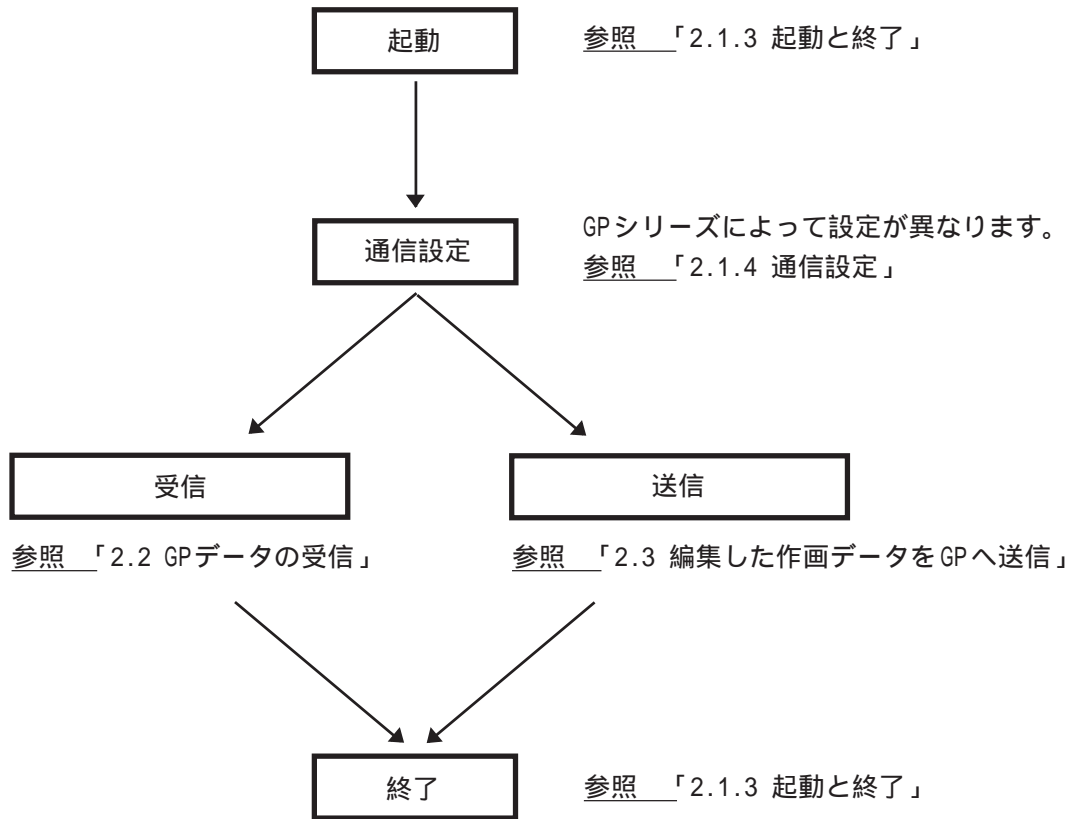 起動
参照 「2.1.3 起動と終了」
通信設定
GPシリーズによって設定が異なります。
参照 「2.1.4 通信設定」
受信
送信
参照 「2.2 GPデータの受信」
参照 「2.3 編集した作画データをGPへ送信」
終了
参照 「2.1.3 起動と終了」